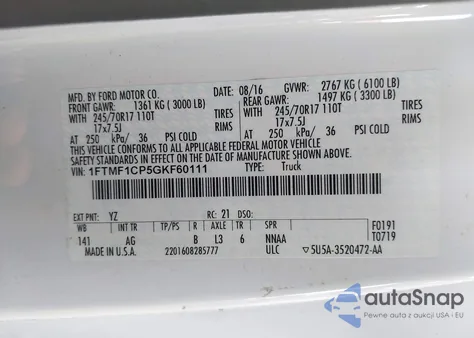 MFD. BY FORD MOTOR CO. 08/16 GVWR: 2767 KG (6100 LB)
FRONT GAWR: 1361 KG (3000 LB) REAR GAWR: 1497 KG (3300 LB)
WITH 245/70R17 110T TIRES WITH 245/70R17 110T TIRES
17x7.5J RIMS 17x7.5J RIMS
AT 250 kPa/ 36 PSI COLD AT 250 kPa/ 36 PSI COLD
THIS VEHICLE CONFORMS TO ALL APPLICABLE FEDERAL MOTOR VEHICLE
SAFETY AND THEFT PREVENTION STANDARDS IN
EFFECT ON THE DATE OF MANUFACTURE SHOWN ABOVE.
VIN: 1FTMF1CP5GKF60111 TYPE: Truck
EXT PNT: YZ RC: 21 DSO: F0191
WB INT TR TP/PS R AXLE TR SPR T0719
141 AG B L3 6 NNAA
MADE IN U.S.A. 2201608285777 ULC ▽5U5A-3520472-AA
autoSnap
Pewne auta z USA - EU